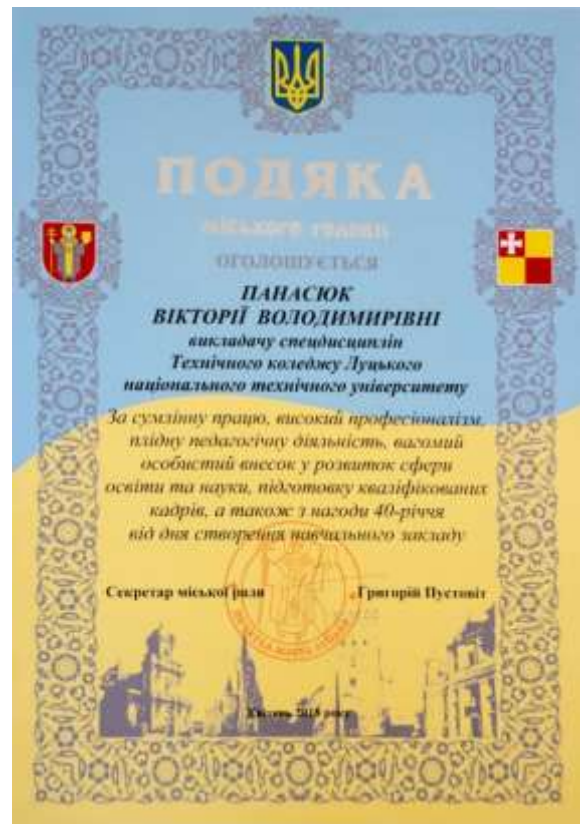 ПОДЯКА
міського голови
ОГОЛОШУЄТЬСЯ
ПАНАСЮК
ВІКТОРІЇ ВОЛОДИМИРІВНІ
викладачу спецдисциплін
Технічного коледжу Луцького
національного технічного університету
За сумлінну працю, високий професіоналізм,
плідну педагогічну діяльність, вагомий
особистий внесок у розвиток сфери
освіти та науки, підготовку кваліфікованих
кадрів, а також з нагоди 40-річчя
від дня створення навчального закладу
Секретар міської ради Григорій Пустовіт
Квітень року